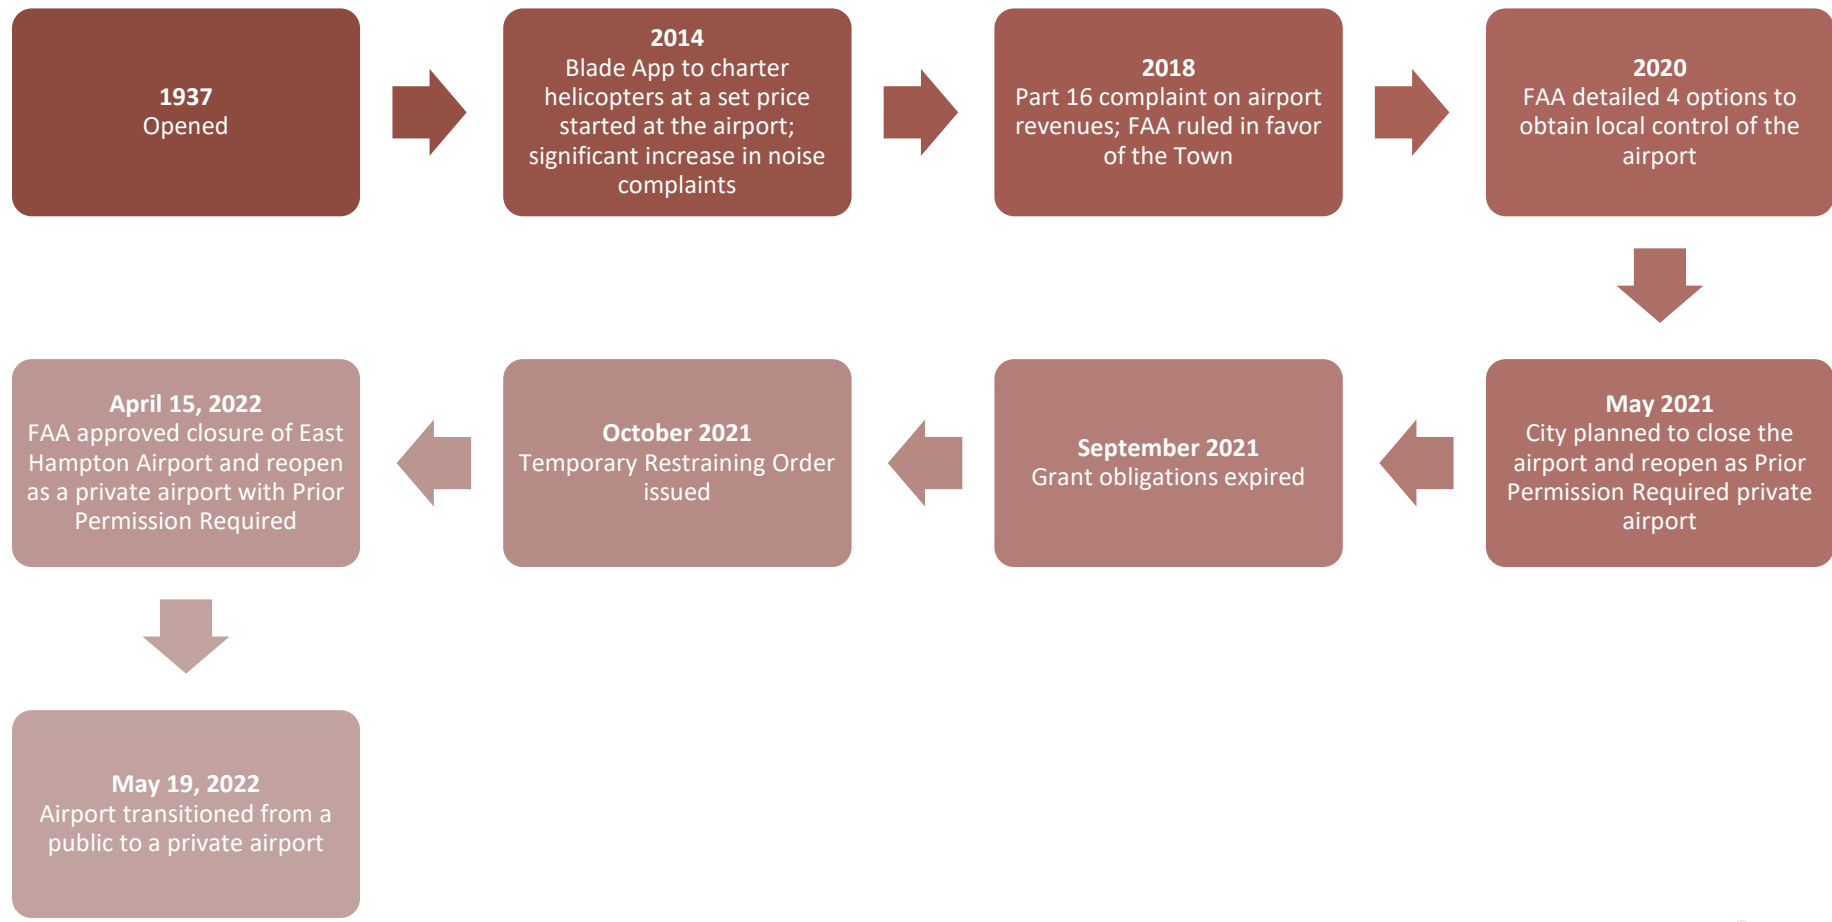 1937
Opened
2014
Blade App to charter
helicopters at a set price
started at the airport;
significant increase in noise
complaints
2018
Part 16 complaint on airport
revenues; FAA ruled in favor
of the Town
2020
FAA detailed 4 options to
obtain local control of the
airport
May 2021
City planned to close the
airport and reopen as Prior
Permission Required private
airport
September 2021
Grant obligations expired
October 2021
Temporary Restraining Order
issued
April 15, 2022
FAA approved closure of East
Hampton Airport and reopen
as a private airport with Prior
Permission Required
May 19, 2022
Airport transitioned from a
public to a private airport